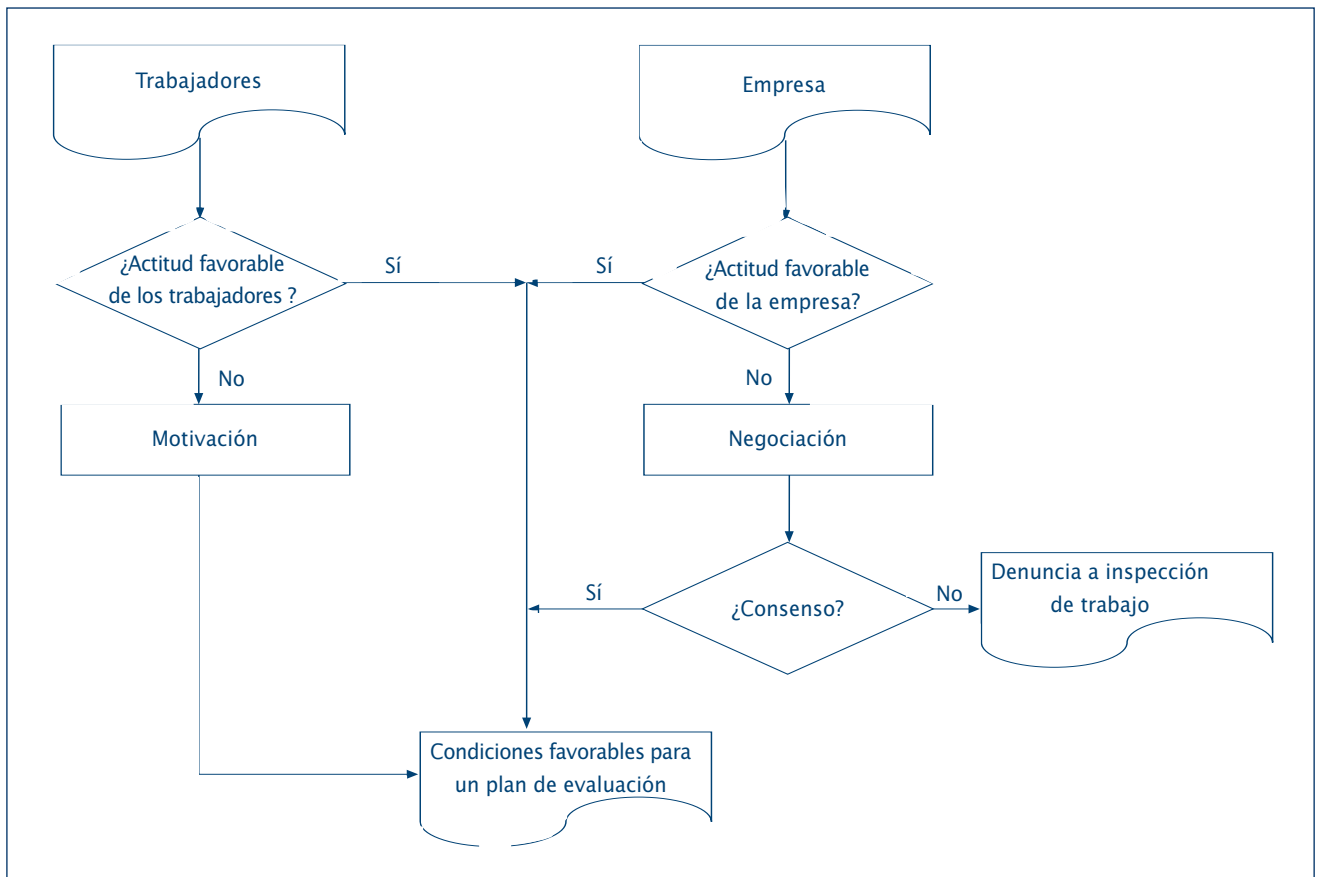 Trabajadores
Empresa
¿Actitud favorable
de los trabajadores ?
Sí
Sí
¿Actitud favorable
de la empresa?
No
No
Motivación
Negociación
Sí
¿Consenso?
No
Denuncia a inspección
de trabajo
Condiciones favorables para
un plan de evaluación